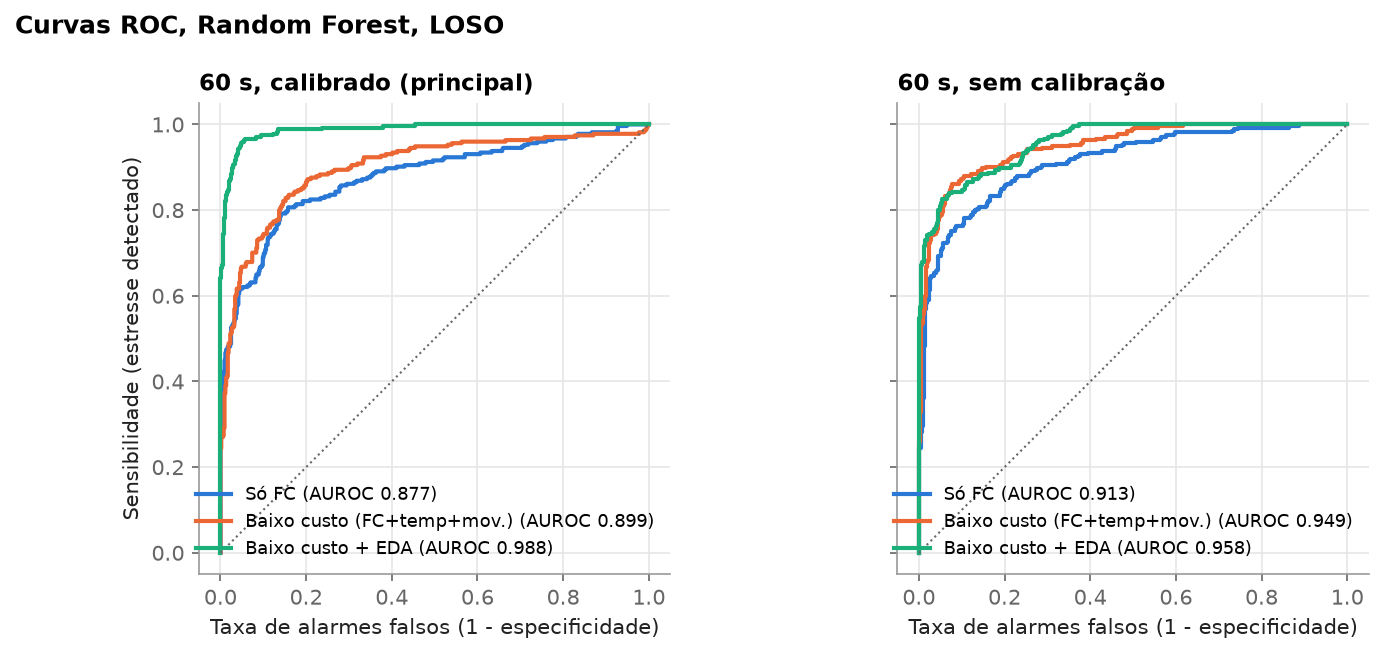 Curvas ROC, Random Forest, LOSO
60 s, calibrado (principal)
Sensibilidade (estresse detectado)
1.0
0.8
0.6
0.4
0.2
0.0
Só FC (AUROC 0.877)
Baixo custo (FC+temp+mov.) (AUROC 0.899)
Baixo custo + EDA (AUROC 0.988)
0.0 0.2 0.4 0.6 0.8 1.0
Taxa de alarmes falsos (1 - especificidade)
60 s, sem calibração
Só FC (AUROC 0.913)
Baixo custo (FC+temp+mov.) (AUROC 0.949)
Baixo custo + EDA (AUROC 0.958)
0.0 0.2 0.4 0.6 0.8 1.0
Taxa de alarmes falsos (1 - especificidade)